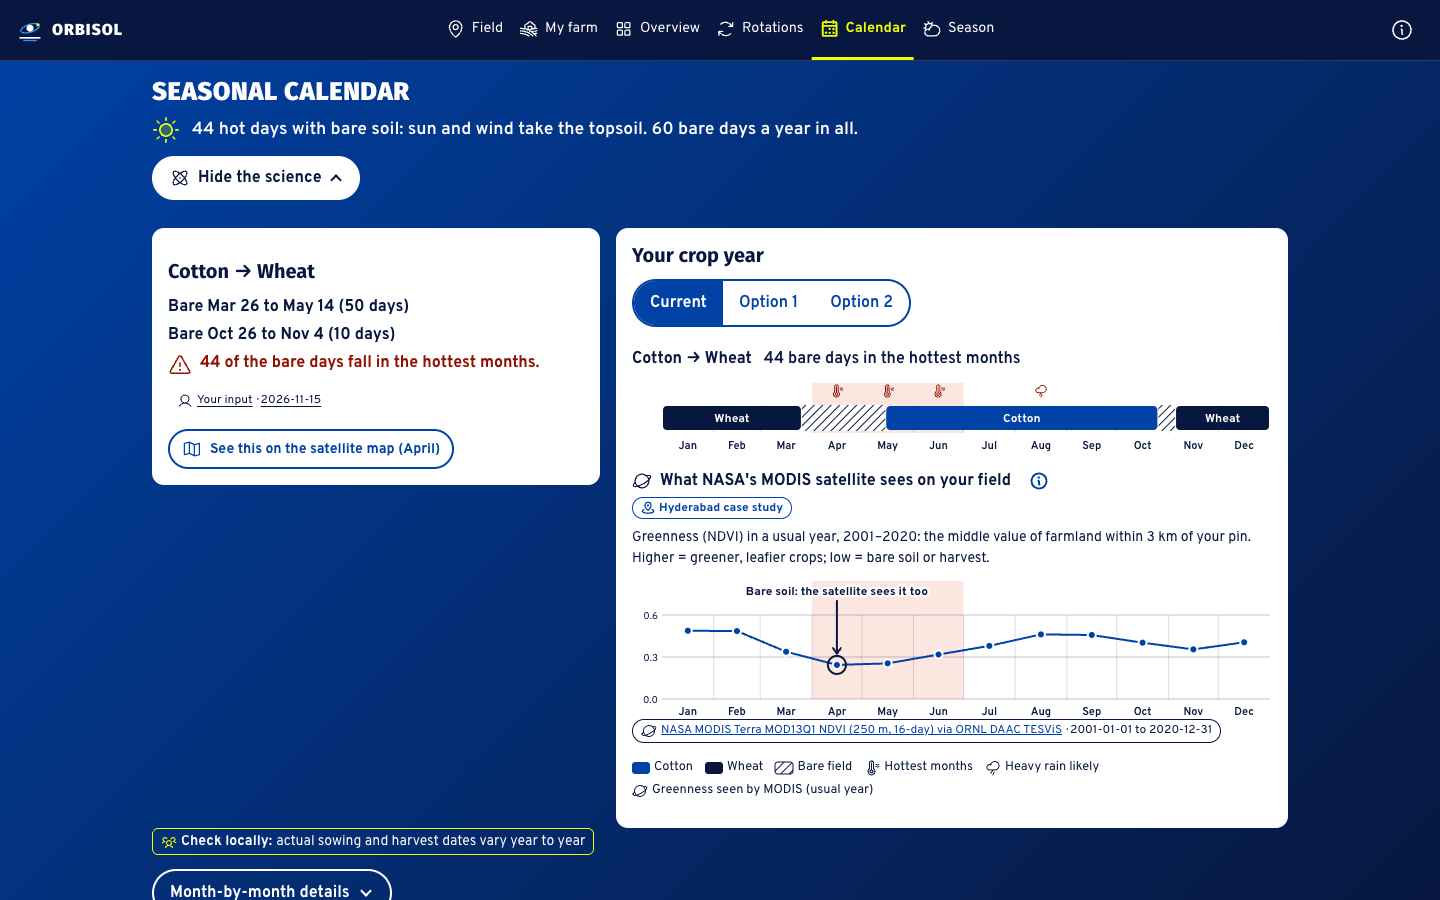 ORBISOL
Field
My farm
Overview
Rotations
Calendar
Season
SEASONAL CALENDAR
44 hot days with bare soil: sun and wind take the topsoil. 60 bare days a year in all.
Hide the science
Cotton → Wheat
Bare Mar 26 to May 14 (50 days)
Bare Oct 26 to Nov 4 (10 days)
44 of the bare days fall in the hottest months.
Your input · 2026-11-15
See this on the satellite map (April)
Your crop year
Current Option 1 Option 2
Cotton → Wheat 44 bare days in the hottest months
Wheat Cotton Wheat
Jan Feb Mar Apr May Jun Jul Aug Sep Oct Nov Dec
What NASA's MODIS satellite sees on your field
Hyderabad case study
Greenness (NDVI) in a usual year, 2001–2020: the middle value of farmland within 3 km of your pin.
Higher = greener, leafier crops; low = bare soil or harvest.
Bare soil: the satellite sees it too
0.6
0.3
0.0
Jan Feb Mar Apr May Jun Jul Aug Sep Oct Nov Dec
NASA MODIS Terra MOD13Q1 NDVI (250 m, 16-day) via ORNL DAAC TESViS · 2001-01-01 to 2020-12-31
Cotton Wheat Bare field Hottest months Heavy rain likely
Greenness seen by MODIS (usual year)
Check locally: actual sowing and harvest dates vary year to year
Month-by-month details